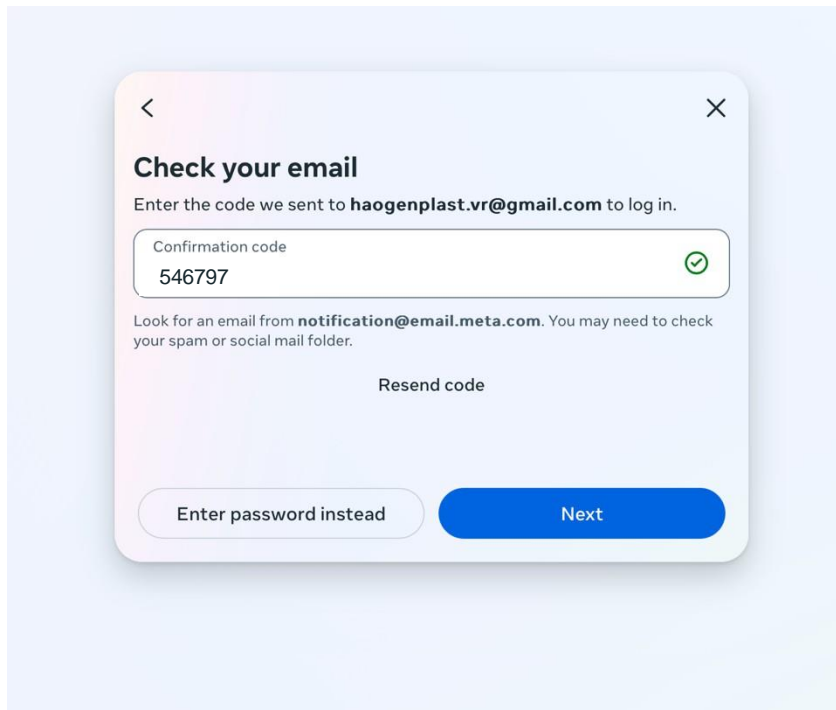 Check your email
Enter the code we sent to haogenplast.vr@gmail.com to log in.
Confirmation code
546797
Look for an email from notification@email.meta.com. You may need to check
your spam or social mail folder.
Resend code
Enter password instead
Next